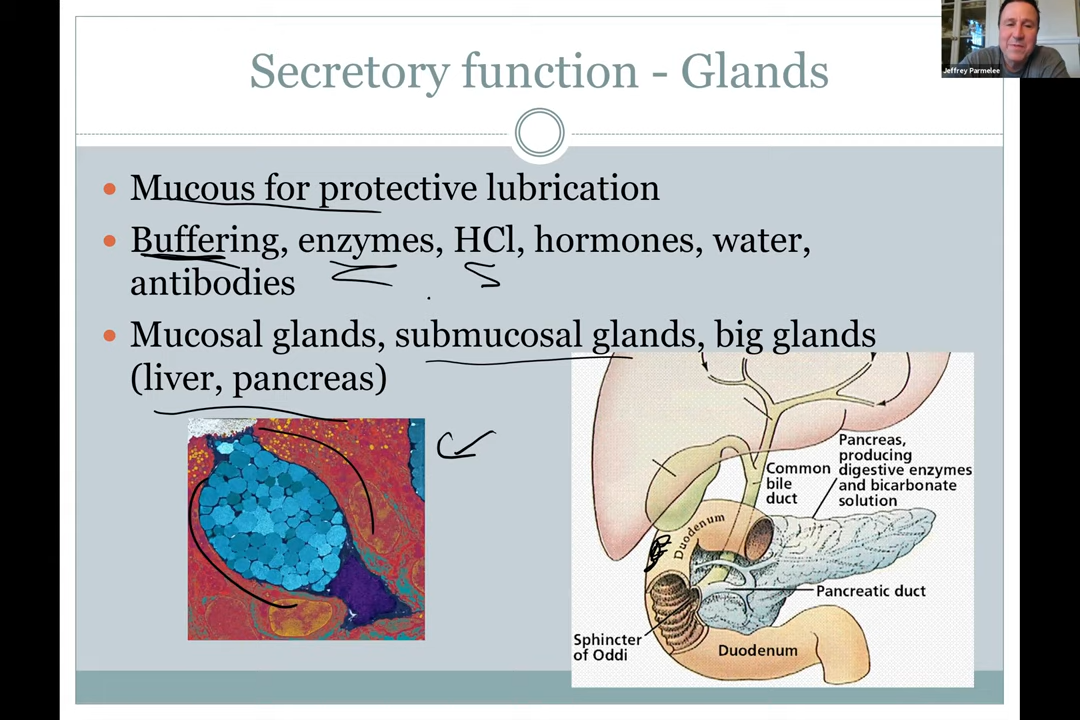 Jeffrey Parmelee
Secretory function - Glands
• Mucous for protective lubrication
• Buffering, enzymes, HCl, hormones, water,
antibodies
• Mucosal glands, submucosal glands, big glands
(liver, pancreas)
Pancreas,
producing
digestive enzymes
and bicarbonate
solution
Common
bile
duct
Duodenum
Pancreatic duct
Sphincter
of Oddi
Duodenum